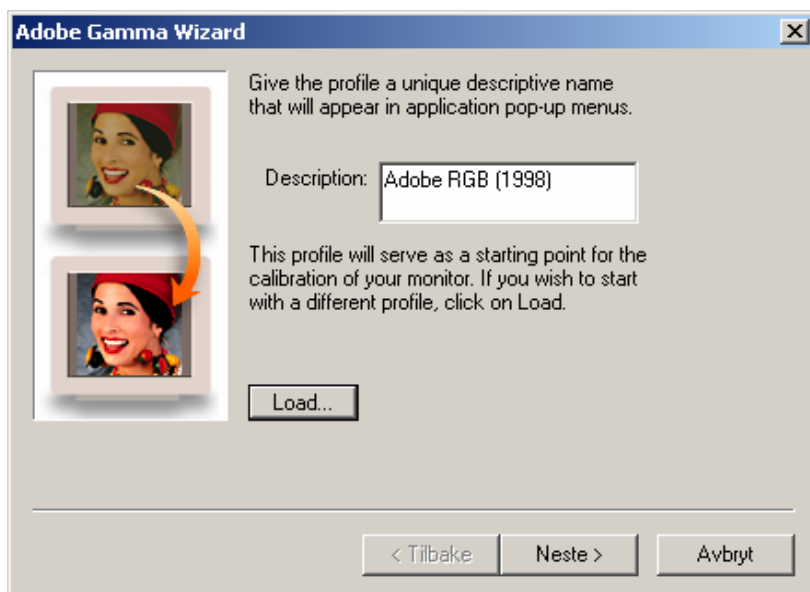 Adobe Gamma Wizard
Give the profile a unique descriptive name
that will appear in application pop-up menus.
Description: Adobe RGB (1998)
This profile will serve as a starting point for the
calibration of your monitor. If you wish to start
with a different profile, click on Load.
Load...
< Tilbake Neste > Avbryt